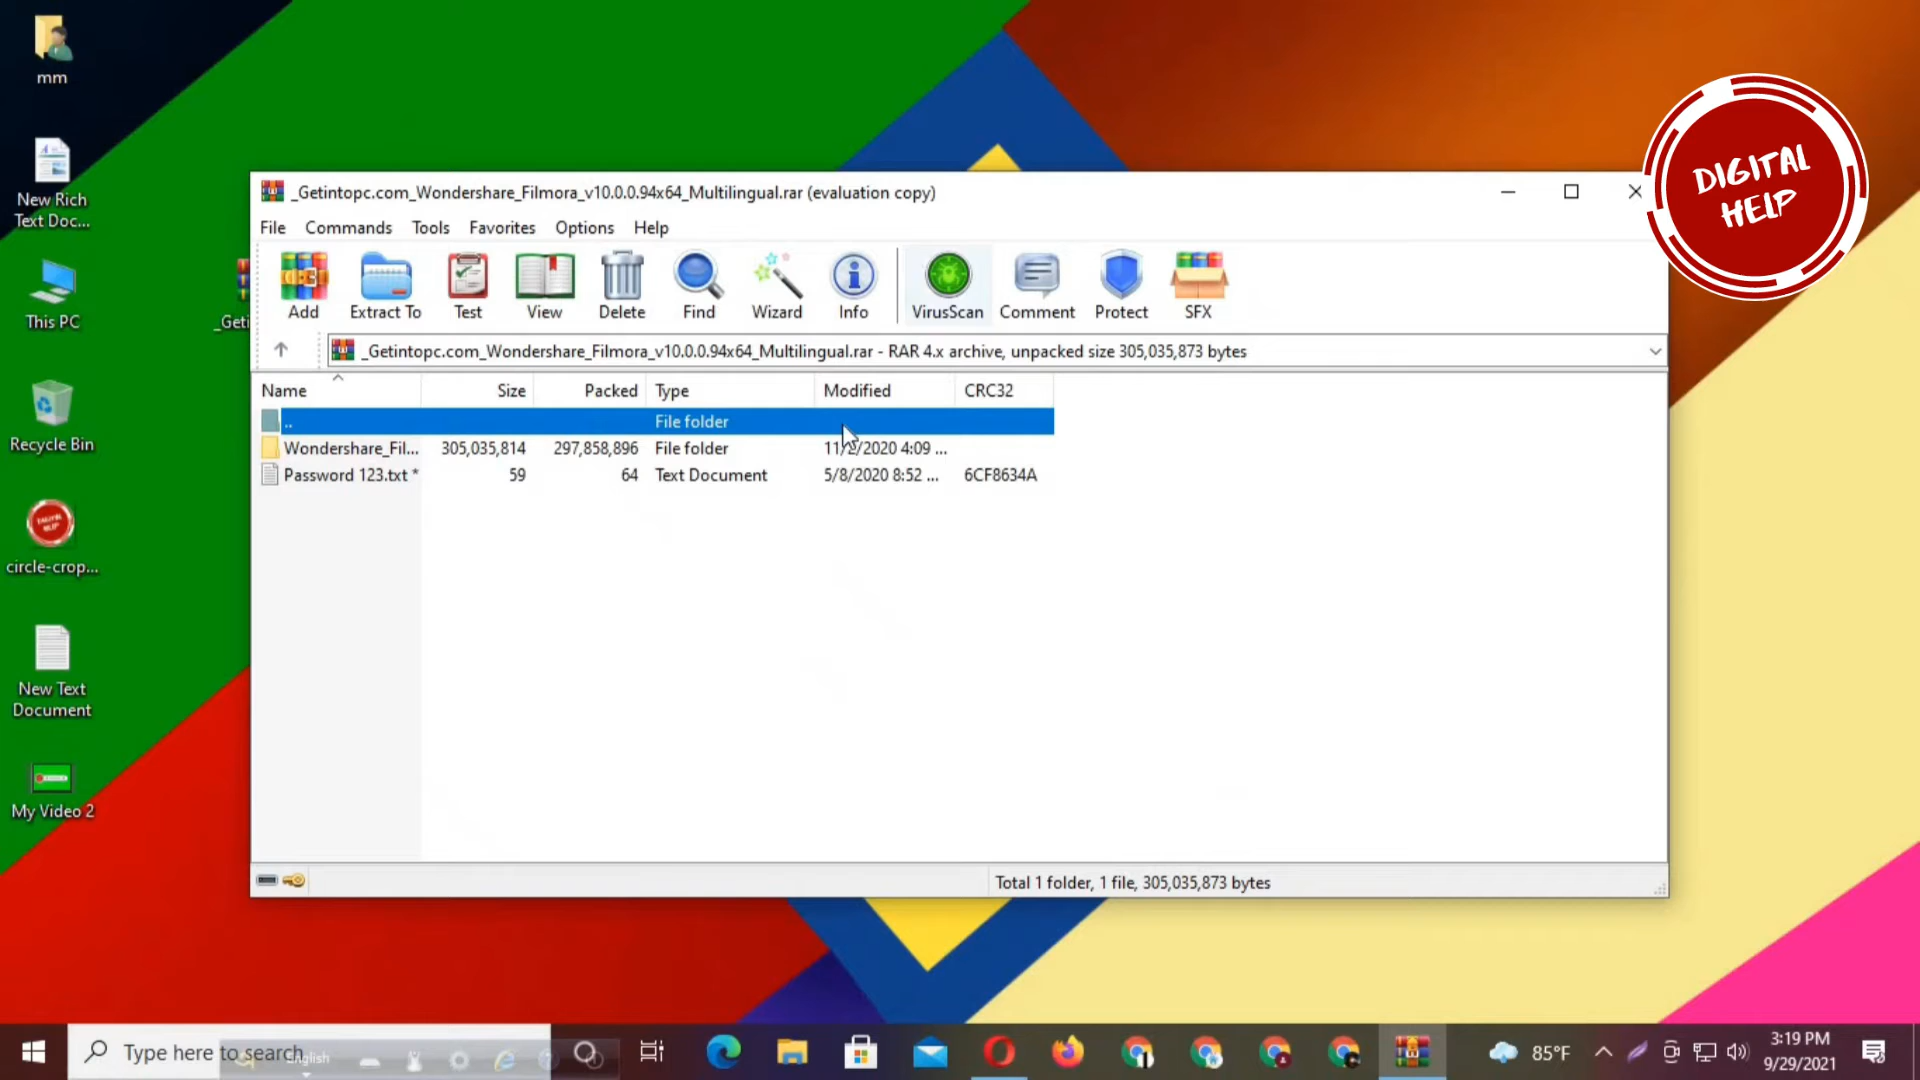 mm
New Rich
Text Doc...
This PC
Recycle Bin
circle-crop...
New Text
Document
My Video 2
_Geti
DIGITAL
HELP
_Getintopc.com_Wondershare_Filmora_v10.0.0.94x64_Multilingual.rar (evaluation copy)
File Commands Tools Favorites Options Help
Add Extract To Test View Delete Find Wizard Info VirusScan Comment Protect SFX
_Getintopc.com_Wondershare_Filmora_v10.0.0.94x64_Multilingual.rar - RAR 4.x archive, unpacked size 305,035,873 bytes
Name Size Packed Type Modified CRC32
.. File folder
Wondershare_Fil... 305,035,814 297,858,896 File folder 11/2/2020 4:09 ...
Password 123.txt * 59 64 Text Document 5/8/2020 8:52 ... 6CF8634A
Total 1 folder, 1 file, 305,035,873 bytes
Type here to search
English
85°F
3:19 PM
9/29/2021